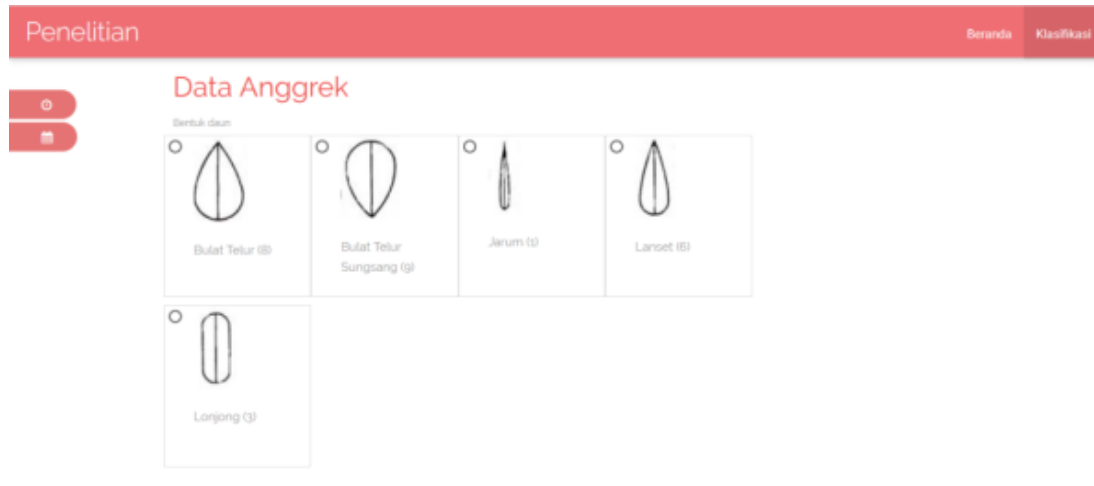 Penelitian
Beranda
Klasifikasi
Data Anggrek
Bentuk daun
Bulat Telur (8)
Bulat Telur
Sungsang (9)
Jarum (1)
Lanset (6)
Lonjong (3)